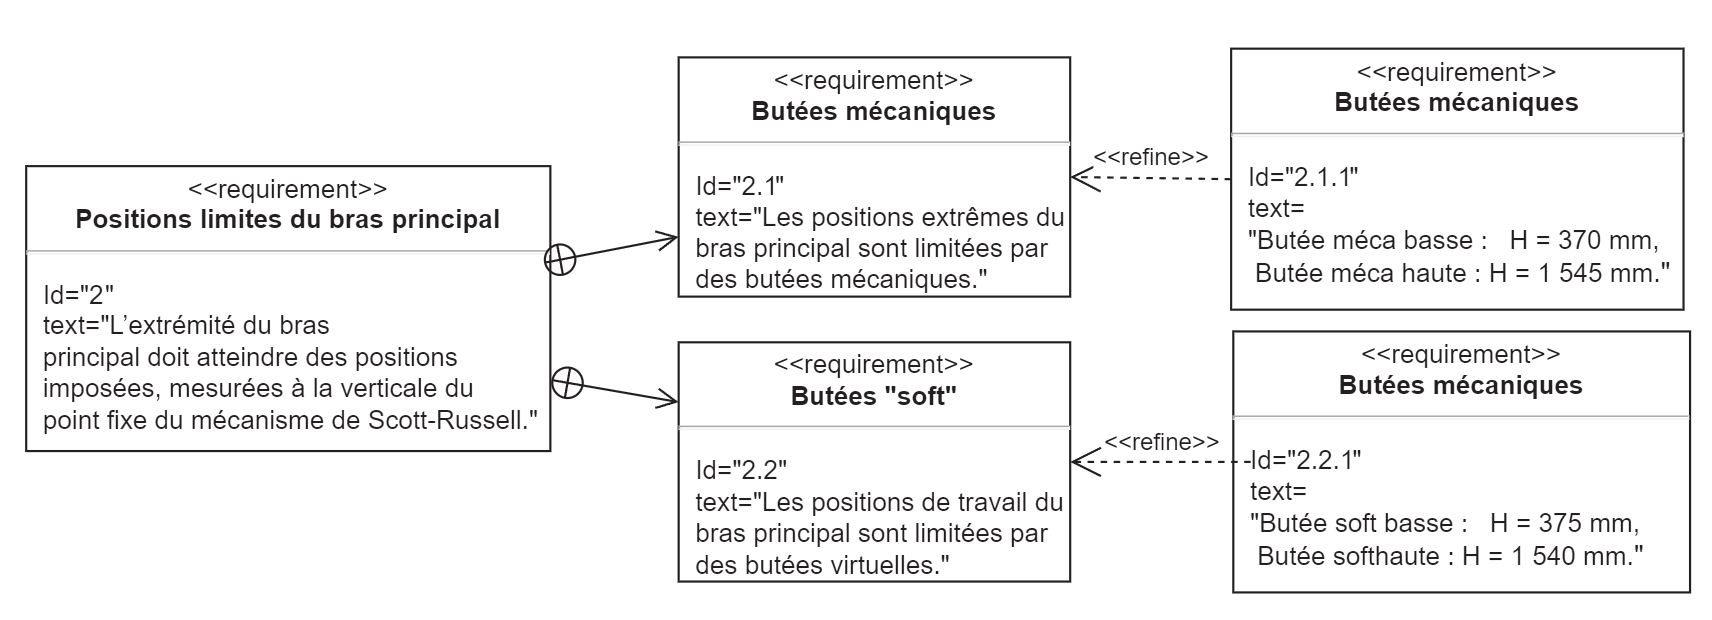 <<requirement>>
Positions limites du bras principal
Id="2"
text="L’extrémité du bras
principal doit atteindre des positions
imposées, mesurées à la verticale du
point fixe du mécanisme de Scott-Russell."
<<requirement>>
Butées mécaniques
Id="2.1"
text="Les positions extrêmes du
bras principal sont limitées par
des butées mécaniques."
<<refine>>
<<requirement>>
Butées mécaniques
Id="2.1.1"
text=
"Butée méca basse : H = 370 mm,
Butée méca haute : H = 1 545 mm."
<<requirement>>
Butées "soft"
Id="2.2"
text="Les positions de travail du
bras principal sont limitées par
des butées virtuelles."
<<refine>>
<<requirement>>
Butées mécaniques
Id="2.2.1"
text=
"Butée soft basse : H = 375 mm,
Butée softhaute : H = 1 540 mm."